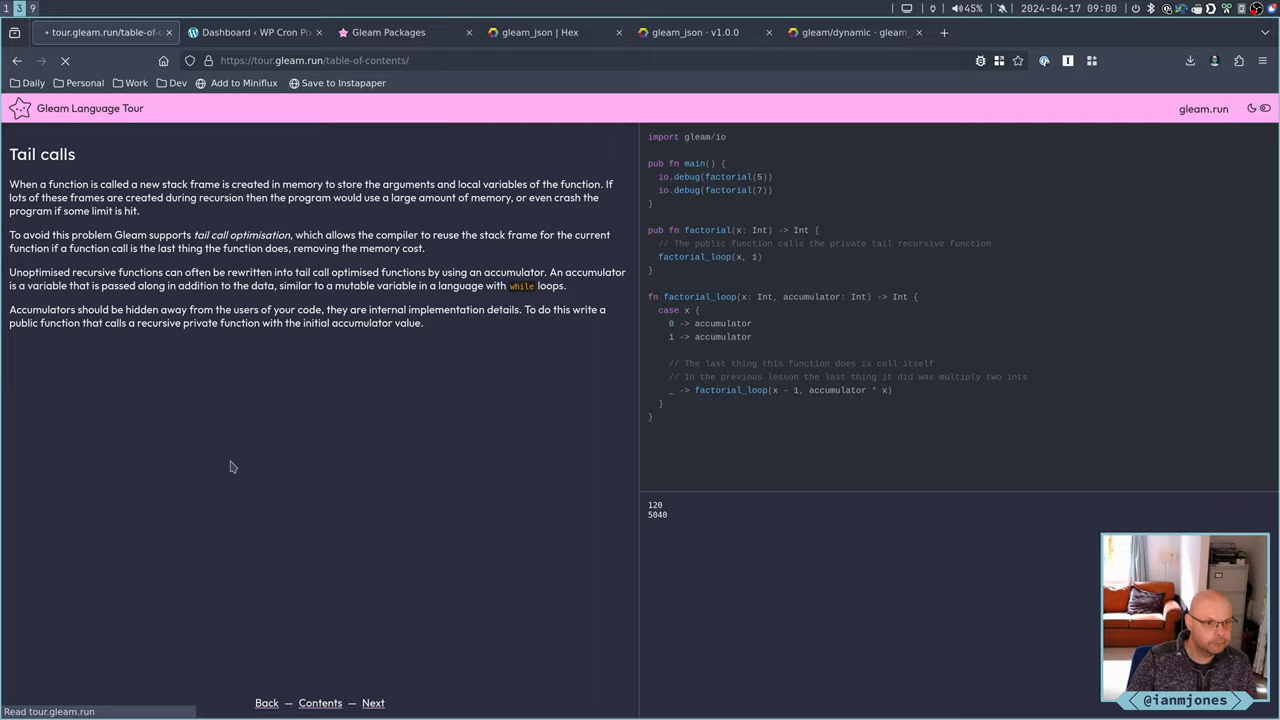 1 3 9
45%
2024-04-17 09:00
tour.gleam.run/table-of-c
Dashboard ‹ WP Cron Pix
Gleam Packages
gleam_json | Hex
gleam_json · v1.0.0
gleam/dynamic · gleam_
https://tour.gleam.run/table-of-contents/
Daily
Personal
Work
Dev
Add to Miniflux
Save to Instapaper
Gleam Language Tour
gleam.run
Tail calls
When a function is called a new stack frame is created in memory to store the arguments and local variables of the function. If
lots of these frames are created during recursion then the program would use a large amount of memory, or even crash the
program if some limit is hit.
To avoid this problem Gleam supports tail call optimisation, which allows the compiler to reuse the stack frame for the current
function if a function call is the last thing the function does, removing the memory cost.
Unoptimised recursive functions can often be rewritten into tail call optimised functions by using an accumulator. An accumulator
is a variable that is passed along in addition to the data, similar to a mutable variable in a language with while loops.
Accumulators should be hidden away from the users of your code, they are internal implementation details. To do this write a
public function that calls a recursive private function with the initial accumulator value.
Back — Contents — Next
Read tour.gleam.run
import gleam/io
pub fn main() {
io.debug(factorial(5))
io.debug(factorial(7))
}
pub fn factorial(x: Int) -> Int {
// The public function calls the private tail recursive function
factorial_loop(x, 1)
}
fn factorial_loop(x: Int, accumulator: Int) -> Int {
case x {
0 -> accumulator
1 -> accumulator
// The last thing this function does is call itself
// In the previous lesson the last thing it did was multiply two ints
_ -> factorial_loop(x - 1, accumulator * x)
}
}
120
5040
@ianmjones